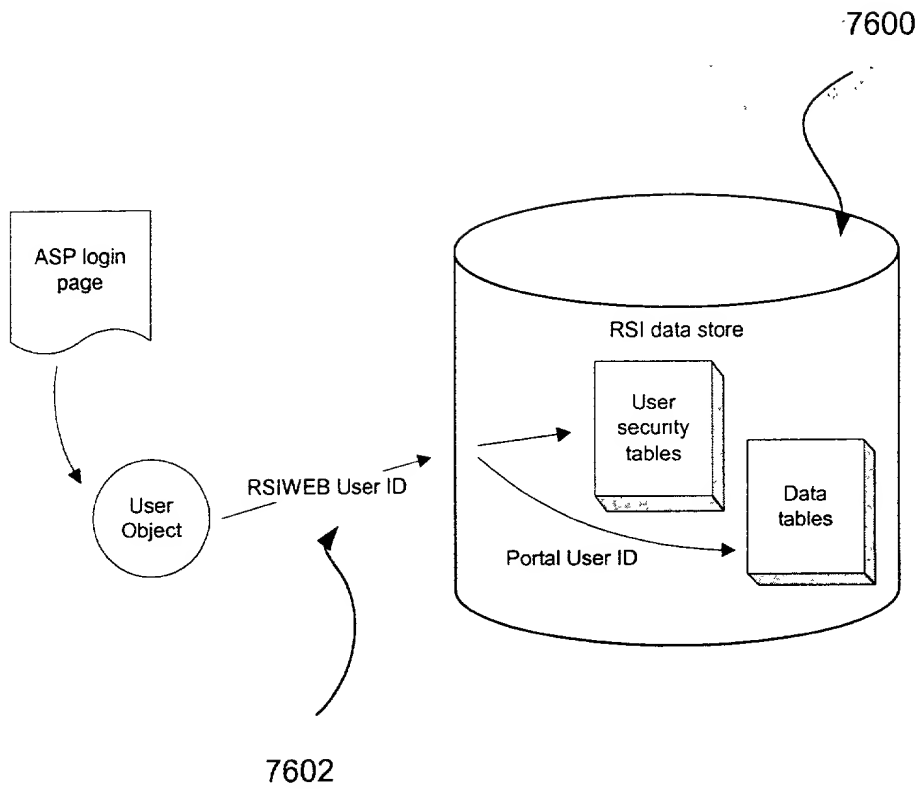 7600
ASP login
page
RSI data store
User
security
tables
RSIWEB User ID
User
Object
Data
tables
Portal User ID
7602